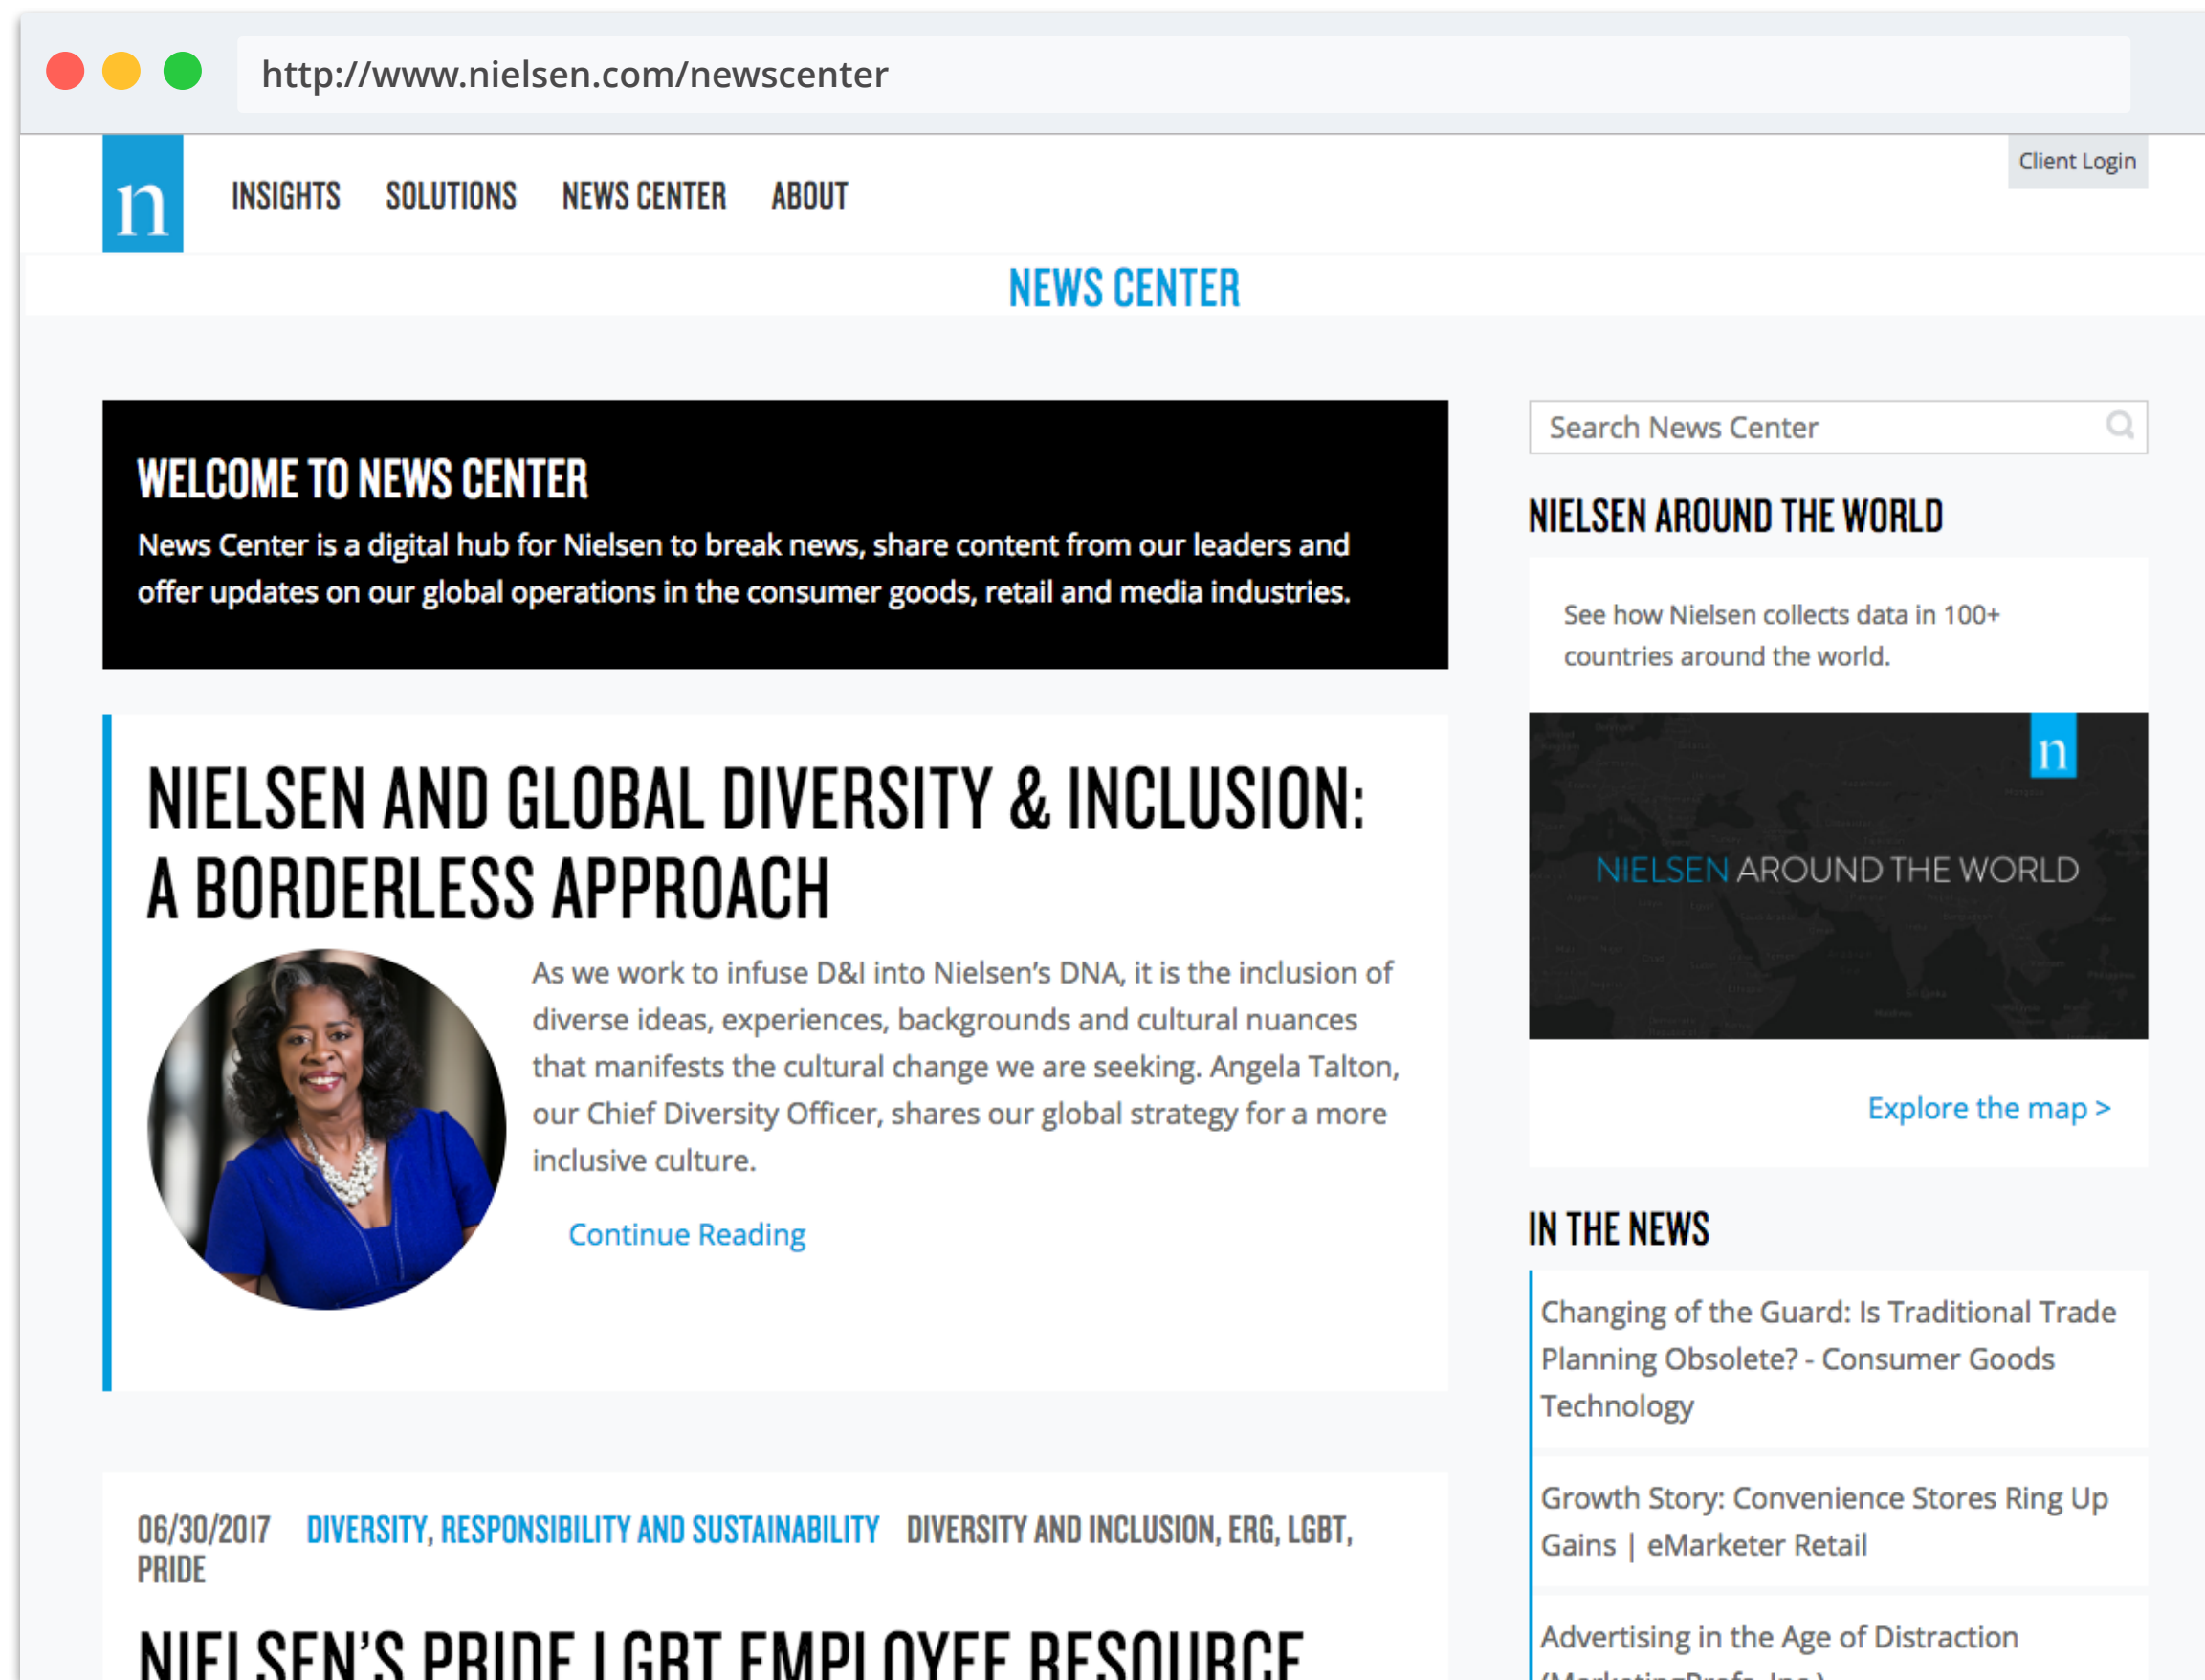 http://www.nielsen.com/newscenter
Client Login
n
INSIGHTS SOLUTIONS NEWS CENTER ABOUT
NEWS CENTER
WELCOME TO NEWS CENTER
News Center is a digital hub for Nielsen to break news, share content from our leaders and
offer updates on our global operations in the consumer goods, retail and media industries.
NIELSEN AND GLOBAL DIVERSITY & INCLUSION:
A BORDERLESS APPROACH
As we work to infuse D&I into Nielsen’s DNA, it is the inclusion of
diverse ideas, experiences, backgrounds and cultural nuances
that manifests the cultural change we are seeking. Angela Talton,
our Chief Diversity Officer, shares our global strategy for a more
inclusive culture.
Continue Reading
06/30/2017 DIVERSITY, RESPONSIBILITY AND SUSTAINABILITY DIVERSITY AND INCLUSION, ERG, LGBT,
PRIDE
NIELSEN’S PRIDE LGBT EMPLOYEE RESOURCE
Search News Center
NIELSEN AROUND THE WORLD
See how Nielsen collects data in 100+
countries around the world.
n
NIELSEN AROUND THE WORLD
Explore the map >
IN THE NEWS
Changing of the Guard: Is Traditional Trade
Planning Obsolete? - Consumer Goods
Technology
Growth Story: Convenience Stores Ring Up
Gains | eMarketer Retail
Advertising in the Age of Distraction
(MarketingProfs, Inc.)